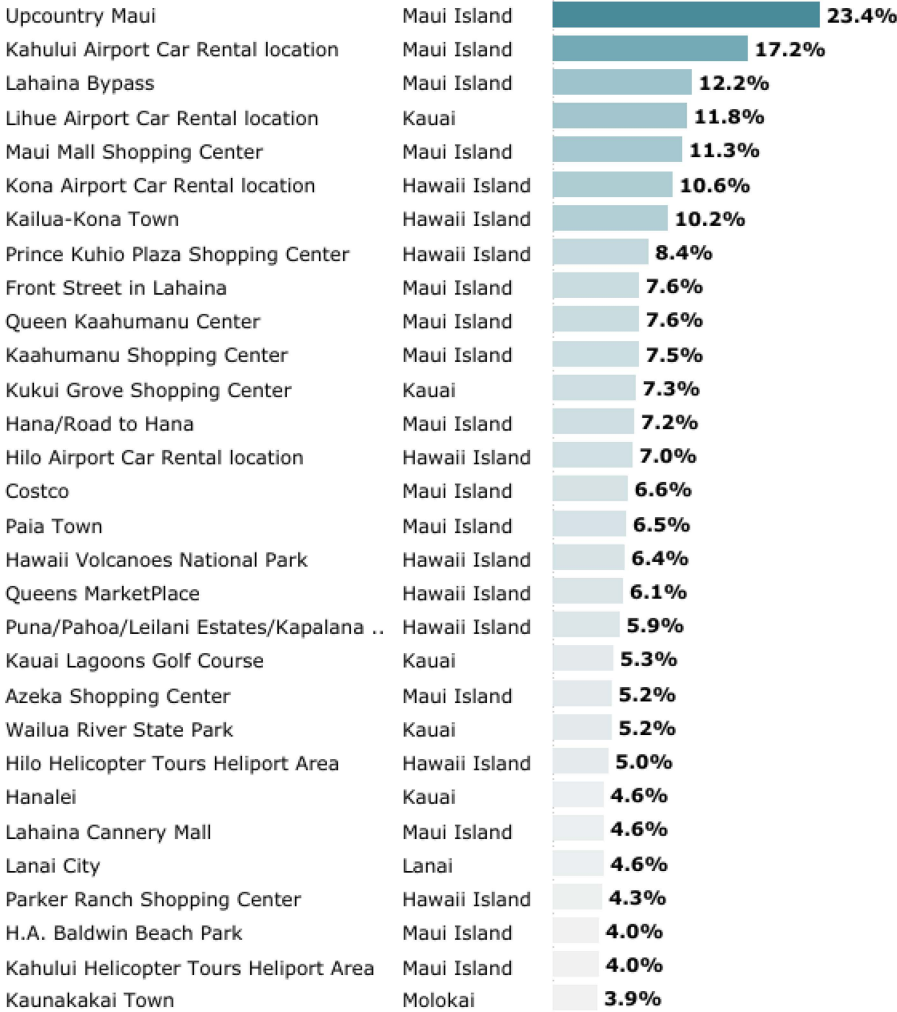 Upcountry Maui Maui Island 23.4%
Kahului Airport Car Rental location Maui Island 17.2%
Lahaina Bypass Maui Island 12.2%
Lihue Airport Car Rental location Kauai 11.8%
Maui Mall Shopping Center Maui Island 11.3%
Kona Airport Car Rental location Hawaii Island 10.6%
Kailua-Kona Town Hawaii Island 10.2%
Prince Kuhio Plaza Shopping Center Hawaii Island 8.4%
Front Street in Lahaina Maui Island 7.6%
Queen Kaahumanu Center Maui Island 7.6%
Kaahumanu Shopping Center Maui Island 7.5%
Kukui Grove Shopping Center Kauai 7.3%
Hana/Road to Hana Maui Island 7.2%
Hilo Airport Car Rental location Hawaii Island 7.0%
Costco Maui Island 6.6%
Paia Town Maui Island 6.5%
Hawaii Volcanoes National Park Hawaii Island 6.4%
Queens MarketPlace Hawaii Island 6.1%
Puna/Pahoa/Leilani Estates/Kapalana .. Hawaii Island 5.9%
Kauai Lagoons Golf Course Kauai 5.3%
Azeka Shopping Center Maui Island 5.2%
Wailua River State Park Kauai 5.2%
Hilo Helicopter Tours Heliport Area Hawaii Island 5.0%
Hanalei Kauai 4.6%
Lahaina Cannery Mall Maui Island 4.6%
Lanai City Lanai 4.6%
Parker Ranch Shopping Center Hawaii Island 4.3%
H.A. Baldwin Beach Park Maui Island 4.0%
Kahului Helicopter Tours Heliport Area Maui Island 4.0%
Kaunakakai Town Molokai 3.9%